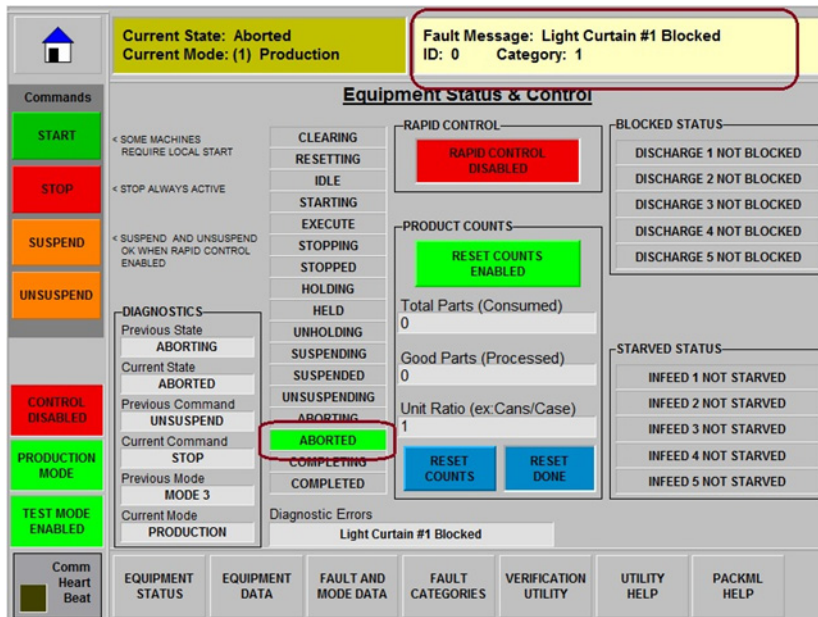 Current State: Aborted
Current Mode: (1) Production
Fault Message: Light Curtain #1 Blocked
ID: 0 Category: 1
Commands
START
STOP
SUSPEND
UNSUSPEND
CONTROL DISABLED
PRODUCTION MODE
TEST MODE ENABLED
Comm
Heart
Beat
Equipment Status & Control
< SOME MACHINES
REQUIRE LOCAL START
< STOP ALWAYS ACTIVE
< SUSPEND AND UNSUSPEND
OK WHEN RAPID CONTROL
ENABLED
DIAGNOSTICS
Previous State
ABORTING
Current State
ABORTED
Previous Command
UNSUSPEND
Current Command
STOP
Previous Mode
MODE 3
Current Mode
PRODUCTION
CLEARING
RESETTING
IDLE
STARTING
EXECUTE
STOPPING
STOPPED
HOLDING
HELD
UNHOLDING
SUSPENDING
SUSPENDED
UNSUSPENDING
ABORTING
ABORTED
COMPLETING
COMPLETED
Diagnostic Errors
Light Curtain #1 Blocked
RAPID CONTROL
RAPID CONTROL
DISABLED
PRODUCT COUNTS
RESET COUNTS
ENABLED
Total Parts (Consumed)
0
Good Parts (Processed)
0
Unit Ratio (ex:Cans/Case)
1
RESET
COUNTS
RESET
DONE
BLOCKED STATUS
DISCHARGE 1 NOT BLOCKED
DISCHARGE 2 NOT BLOCKED
DISCHARGE 3 NOT BLOCKED
DISCHARGE 4 NOT BLOCKED
DISCHARGE 5 NOT BLOCKED
STARVED STATUS
INFEED 1 NOT STARVED
INFEED 2 NOT STARVED
INFEED 3 NOT STARVED
INFEED 4 NOT STARVED
INFEED 5 NOT STARVED
EQUIPMENT
STATUS
EQUIPMENT
DATA
FAULT AND
MODE DATA
FAULT
CATEGORIES
VERIFICATION
UTILITY
UTILITY
HELP
PACKML
HELP